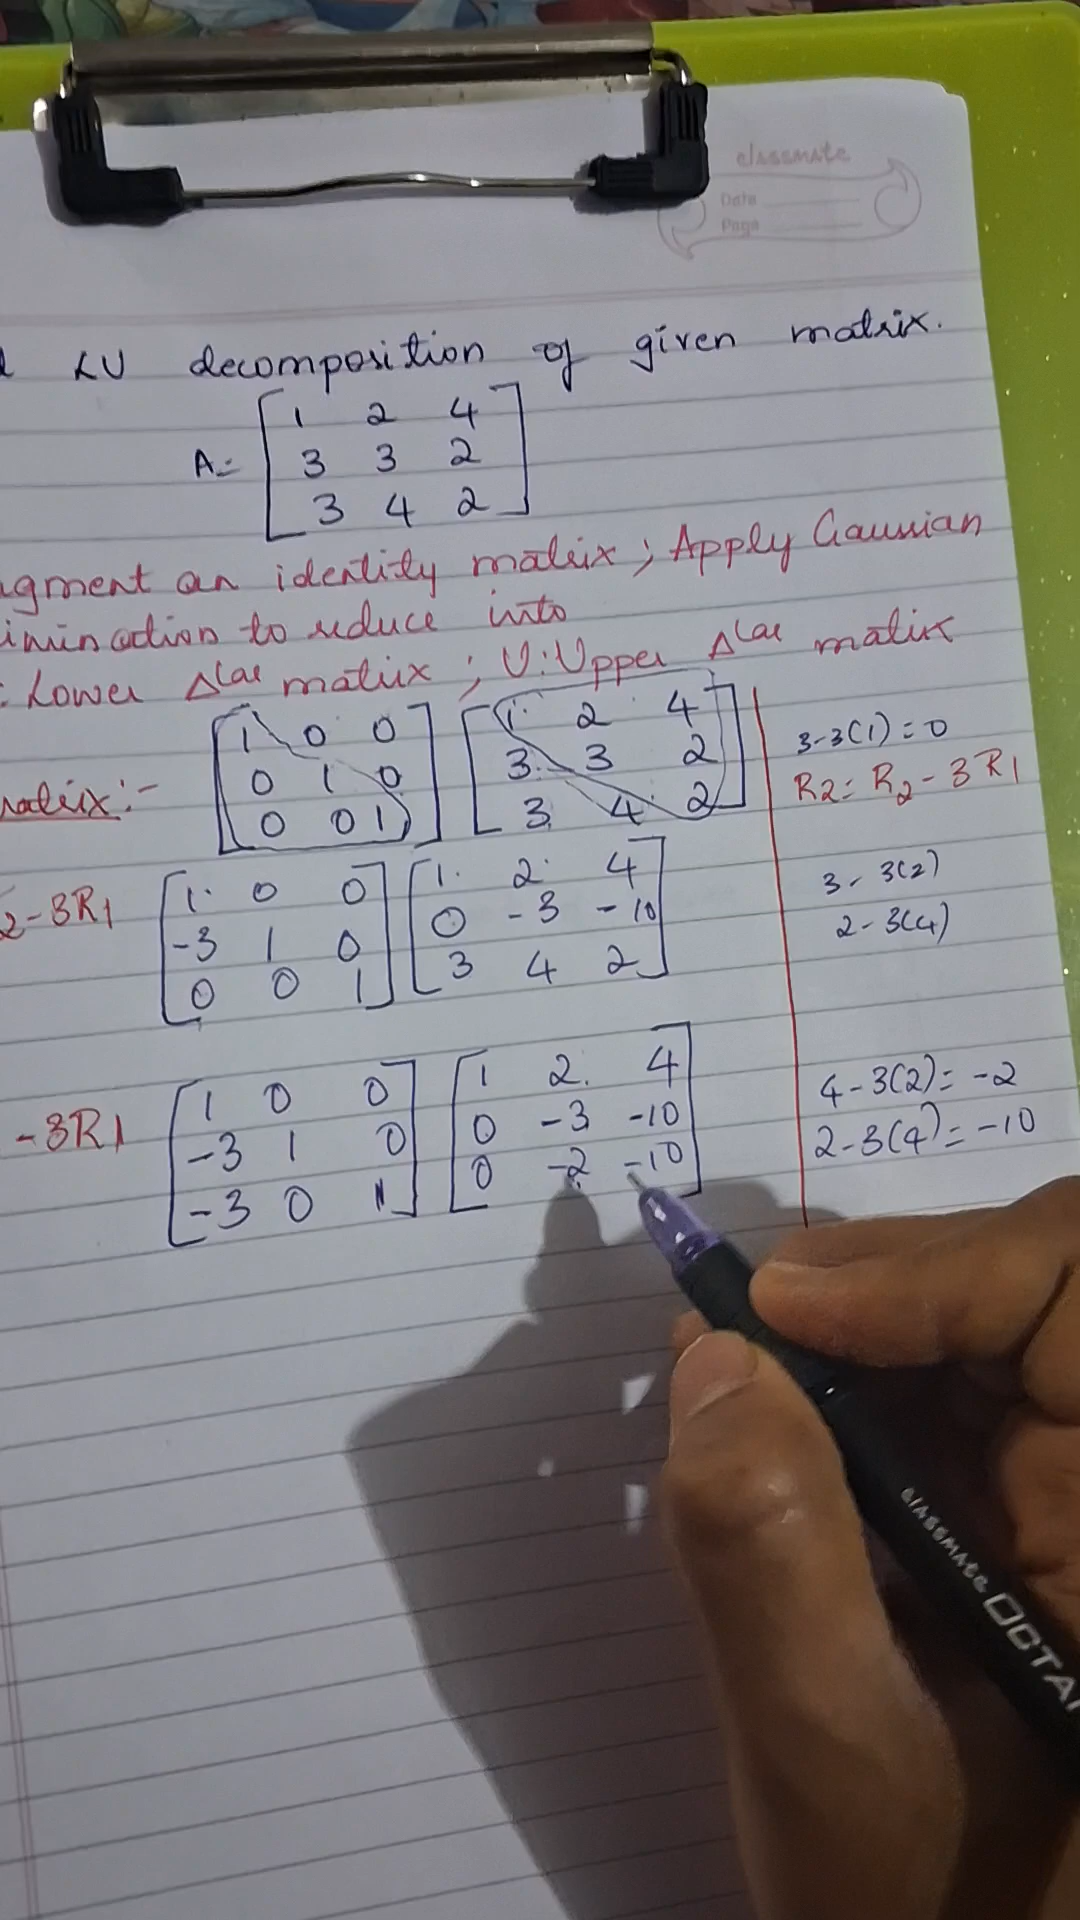 classmate
Date
Page
LU decomposition of given matrix.
A= [ 1 2 4
3 3 2
3 4 2 ]
an identity matrix ; Apply Gaussian
to reduce into
: Lower Δlar matrix ; U:Upper Δlar matrix
:- [ 1 0 0 ] [ 1 2 4 ] 3-3(1)=0
[ 0 1 0 ] [ 3 3 2 ] R2= R2-3R1
[ 0 0 1 ] [ 3 4 2 ]
2-3R1 [ 1 0 0 ] [ 1 2 4 ] 3-3(2)
[ -3 1 0 ] [ 0 -3 -10 ] 2-3(4)
[ 0 0 1 ] [ 3 4 2 ]
-3R1 [ 1 0 0 ] [ 1 2 4 ] 4-3(2)=-2
[ -3 1 0 ] [ 0 -3 -10 ] 2-3(4)=-10
[ -3 0 1 ] [ 0 -2 -10 ]
classmate OCTA